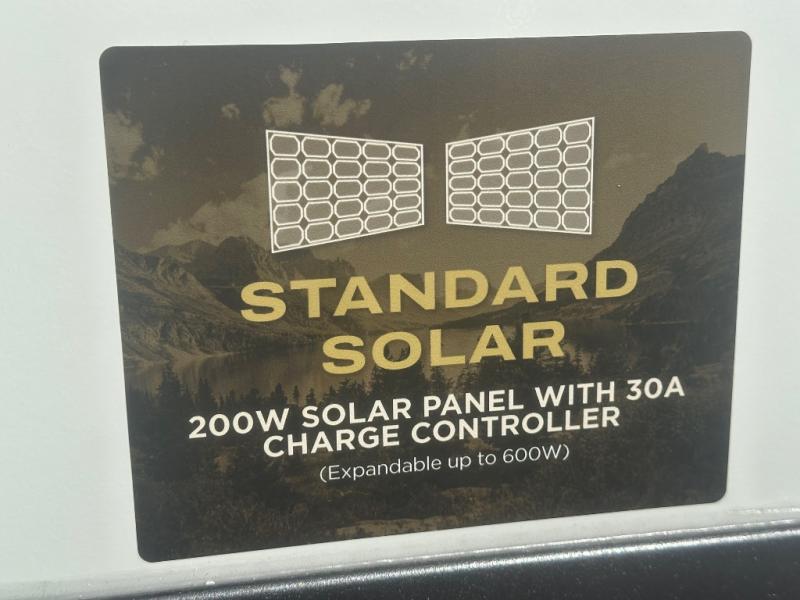 STANDARD
SOLAR
200W SOLAR PANEL WITH 30A
CHARGE CONTROLLER
(Expandable up to 600W)